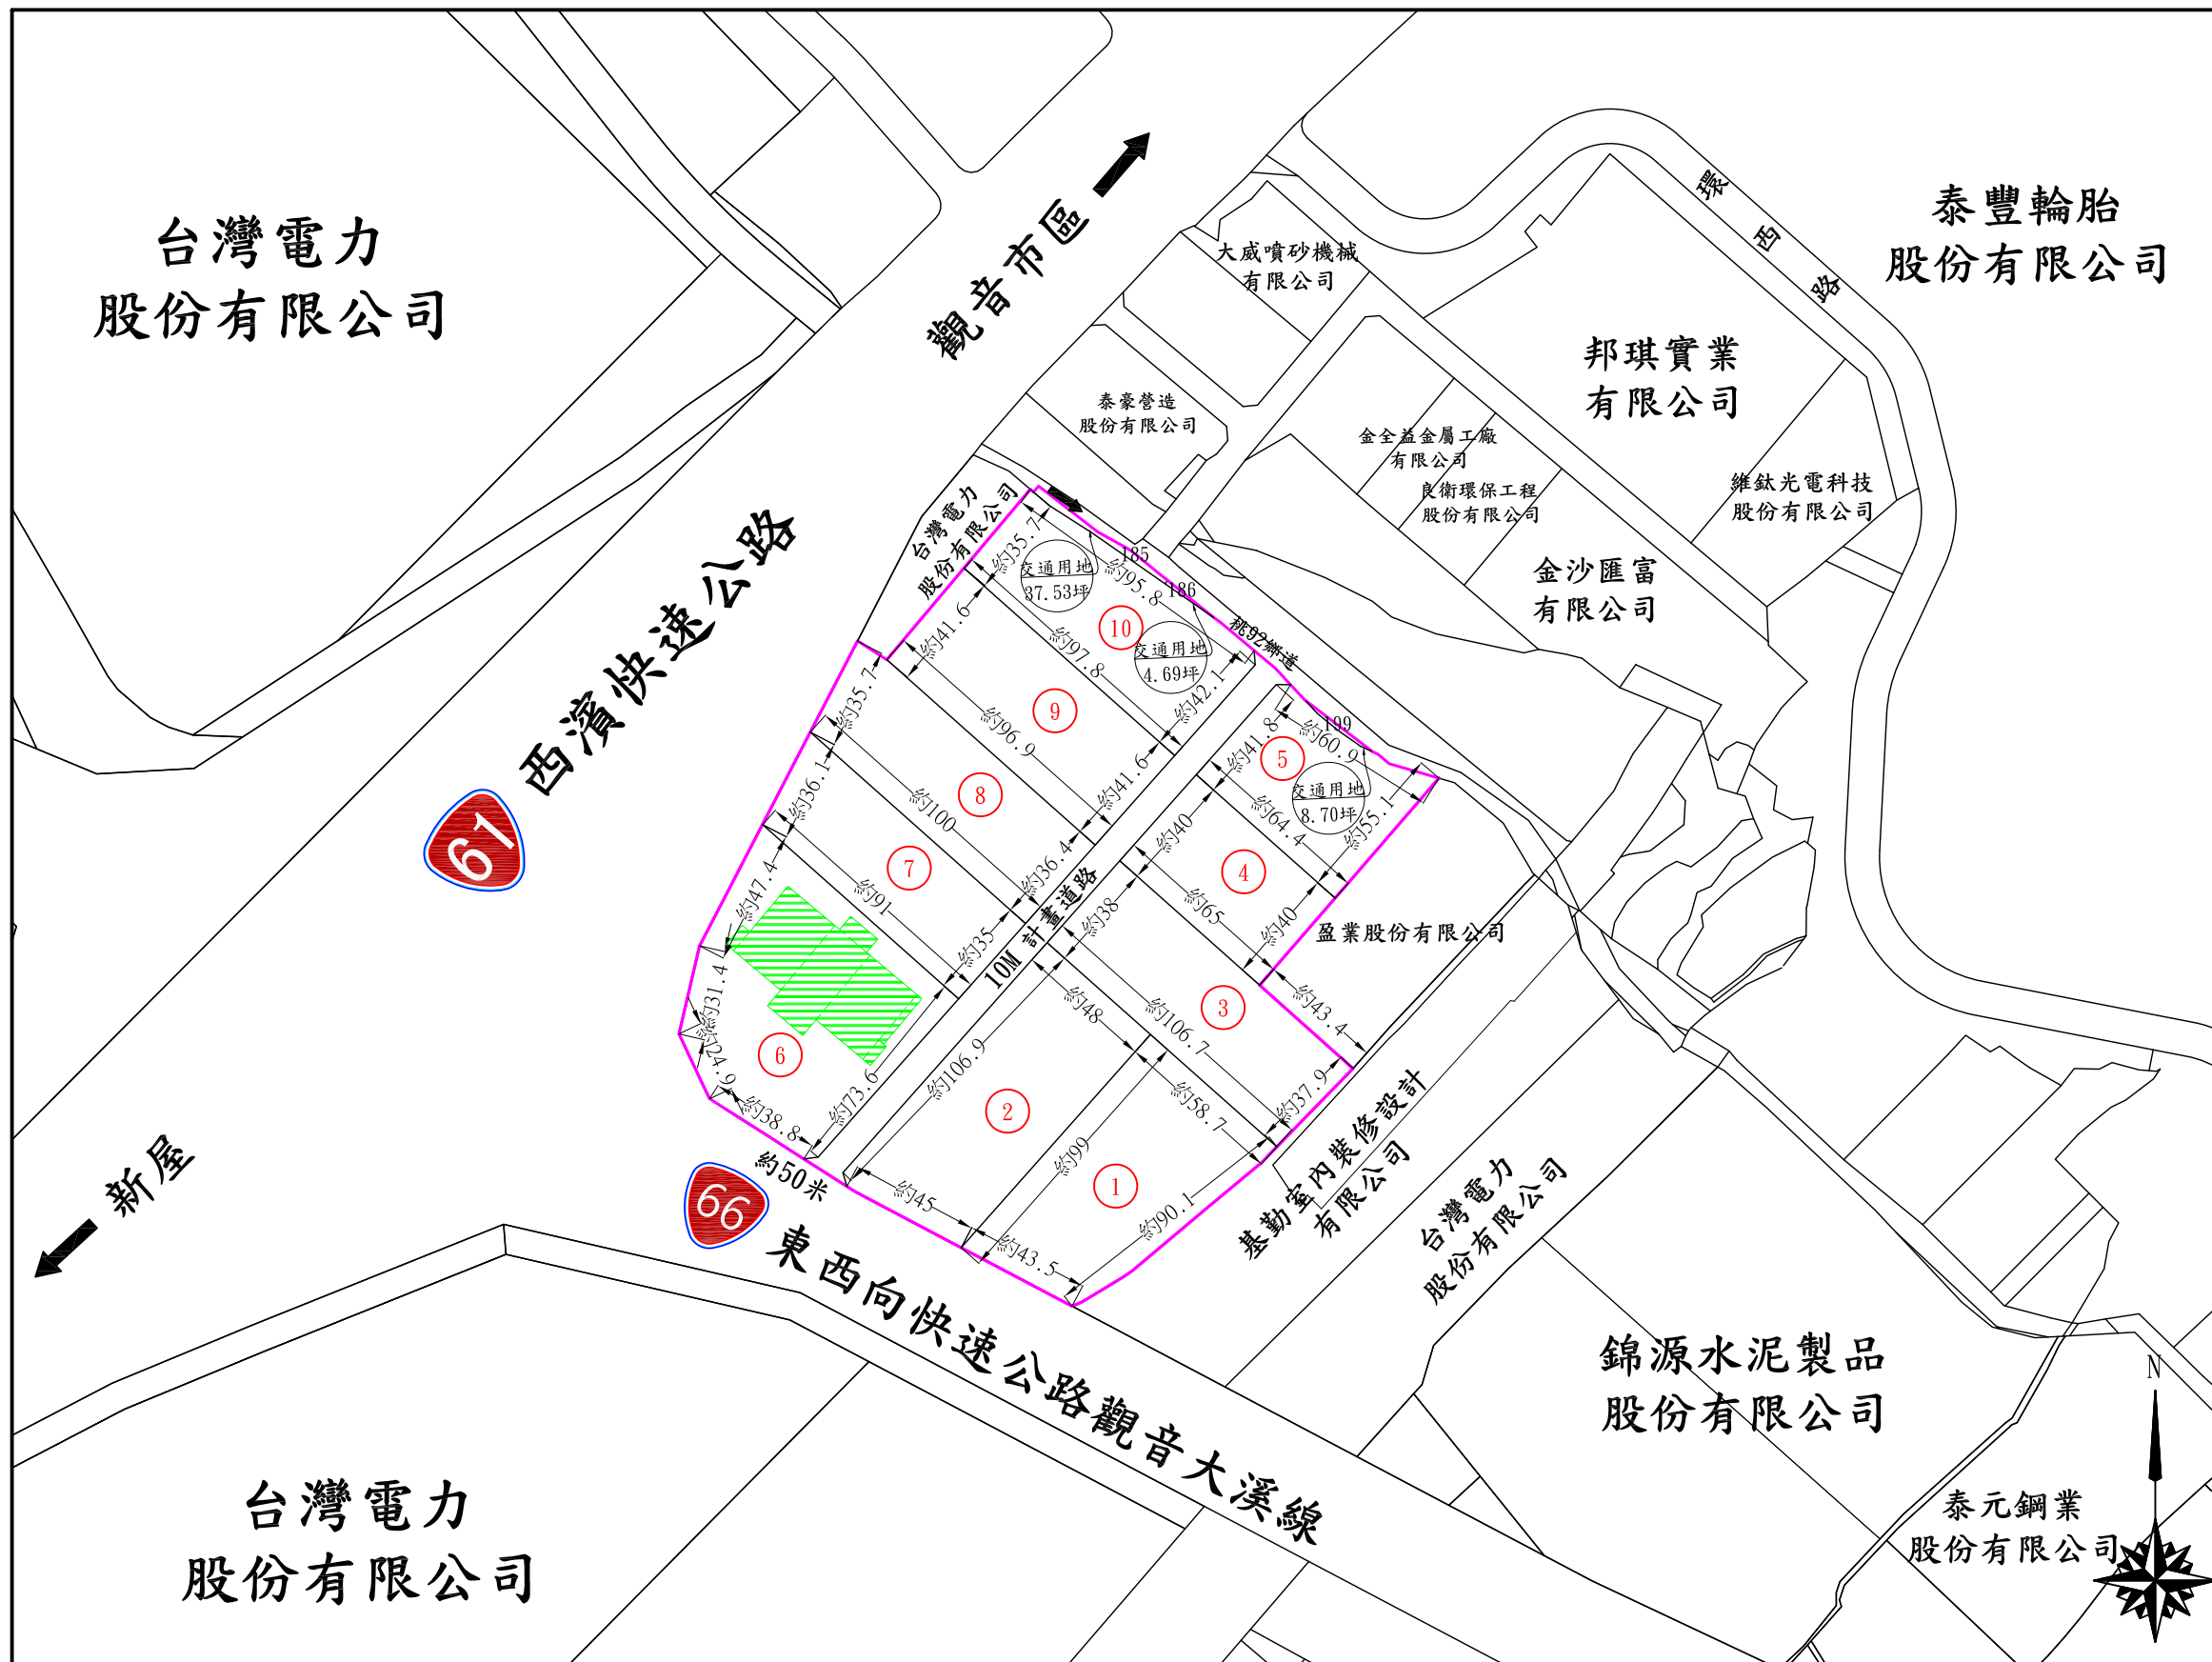 台灣電力
股份有限公司
觀音市區
環西路
泰豐輪胎
股份有限公司
大威噴砂機械
有限公司
邦琪實業
有限公司
泰豪營造
股份有限公司
金全益金屬工廠
有限公司
良衛環保工程
股份有限公司
維鈦光電科技
股份有限公司
金沙匯富
有限公司
台灣電力
股份有限公司
西濱快速公路
61
交通用地
37.53坪
185
186
交通用地
4.69坪
桃92鄉道
199
交通用地
8.70坪
約35.7
約95.8
10
約41.6
約97.8
約42.1
9
約96.9
約41.6
約35.7
8
約100
約36.4
約36.1
7
約91
約35
約47.4
約31.4
約24.9
6
約38.8
約73.6
10M 計畫道路
約41.8
5
約60.9
約64.4
約55.1
約40
4
約65
約40
約38
3
約106.7
約43.4
約37.9
盈業股份有限公司
約48
約58.7
約106.9
2
約99
1
約45
約43.5
約90.1
約50米
66
東西向快速公路觀音大溪線
新屋
基勤室內裝修設計
有限公司
台灣電力
股份有限公司
錦源水泥製品
股份有限公司
泰元鋼業
股份有限公司
N
台灣電力
股份有限公司